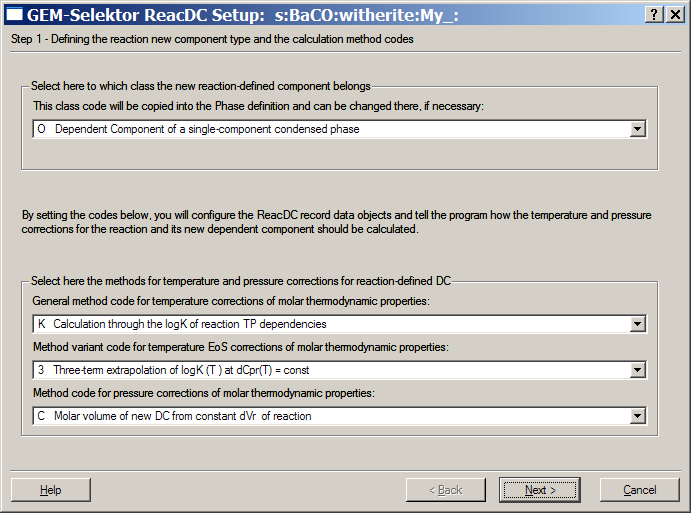 GEM-Selektor ReacDC Setup: s:BaCO:witherite:My_:
Step 1 - Defining the reaction new component type and the calculation method codes
Select here to which class the new reaction-defined component belongs
This class code will be copied into the Phase definition and can be changed there, if necessary:
O Dependent Component of a single-component condensed phase
By setting the codes below, you will configure the ReacDC record data objects and tell the program how the temperature and pressure
corrections for the reaction and its new dependent component should be calculated.
Select here the methods for temperature and pressure corrections for reaction-defined DC
General method code for temperature corrections of molar thermodynamic properties:
K Calculation through the logK of reaction TP dependencies
Method variant code for temperature EoS corrections of molar thermodynamic properties:
3 Three-term extrapolation of logK (T ) at dCpr(T) = const
Method code for pressure corrections of molar thermodynamic properties:
C Molar volume of new DC from constant dVr of reaction
Help < Back Next > Cancel